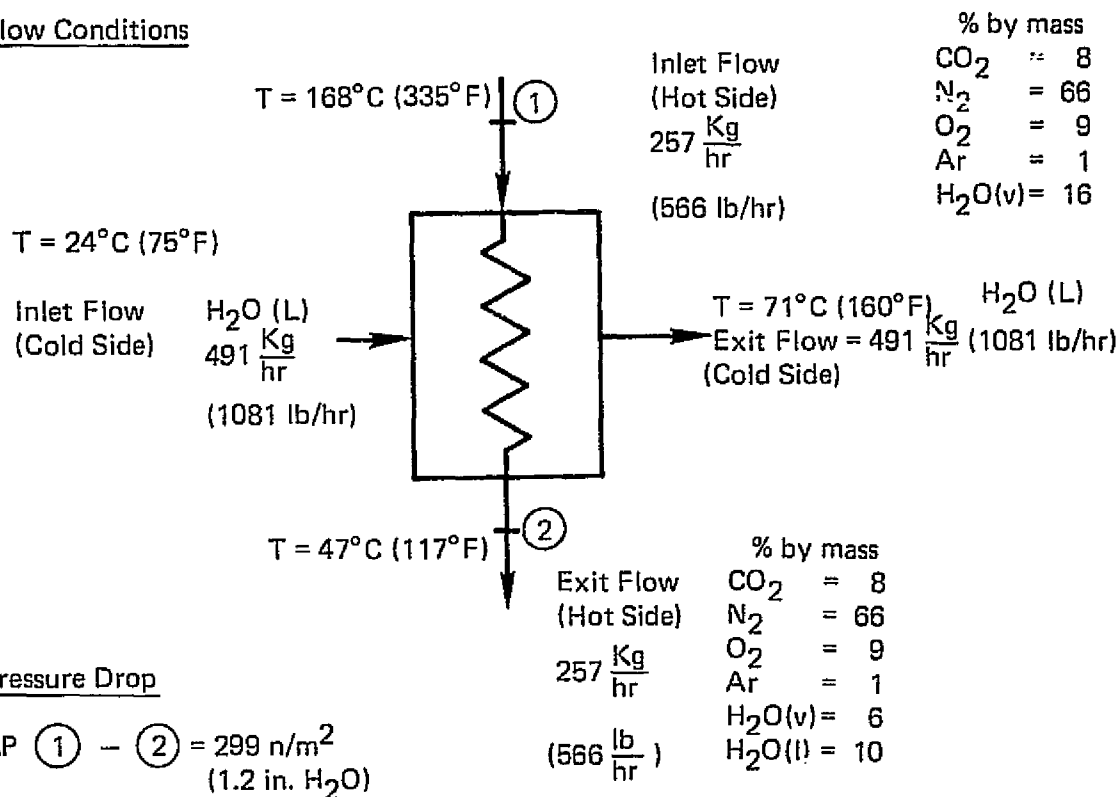 low Conditions
T = 168°C (335°F) 1
Inlet Flow
(Hot Side)
257 Kg/hr
(566 lb/hr)
% by mass
CO2 = 8
N2 = 66
O2 = 9
Ar = 1
H2O(v)= 16
T = 24°C (75°F)
Inlet Flow
(Cold Side)
H2O (L)
491 Kg/hr
(1081 lb/hr)
T = 71°C (160°F) H2O (L)
Exit Flow = 491 Kg/hr (1081 lb/hr)
(Cold Side)
T = 47°C (117°F) 2
Exit Flow
(Hot Side)
257 Kg/hr
(566 lb/hr)
% by mass
CO2 = 8
N2 = 66
O2 = 9
Ar = 1
H2O(v)= 6
H2O(l) = 10
ressure Drop
P 1 – 2 = 299 n/m2
(1.2 in. H2O)